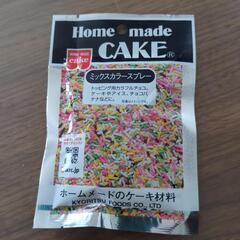 Home made
CAKE®
HOME MADE
cake
ミックスカラースプレー
トッピング用カラフルチョコ。
ケーキやアイス、チョコバ
ナナなどに。
ホームメードのケーキ材料
KYORITSU FOODS CO., LTD